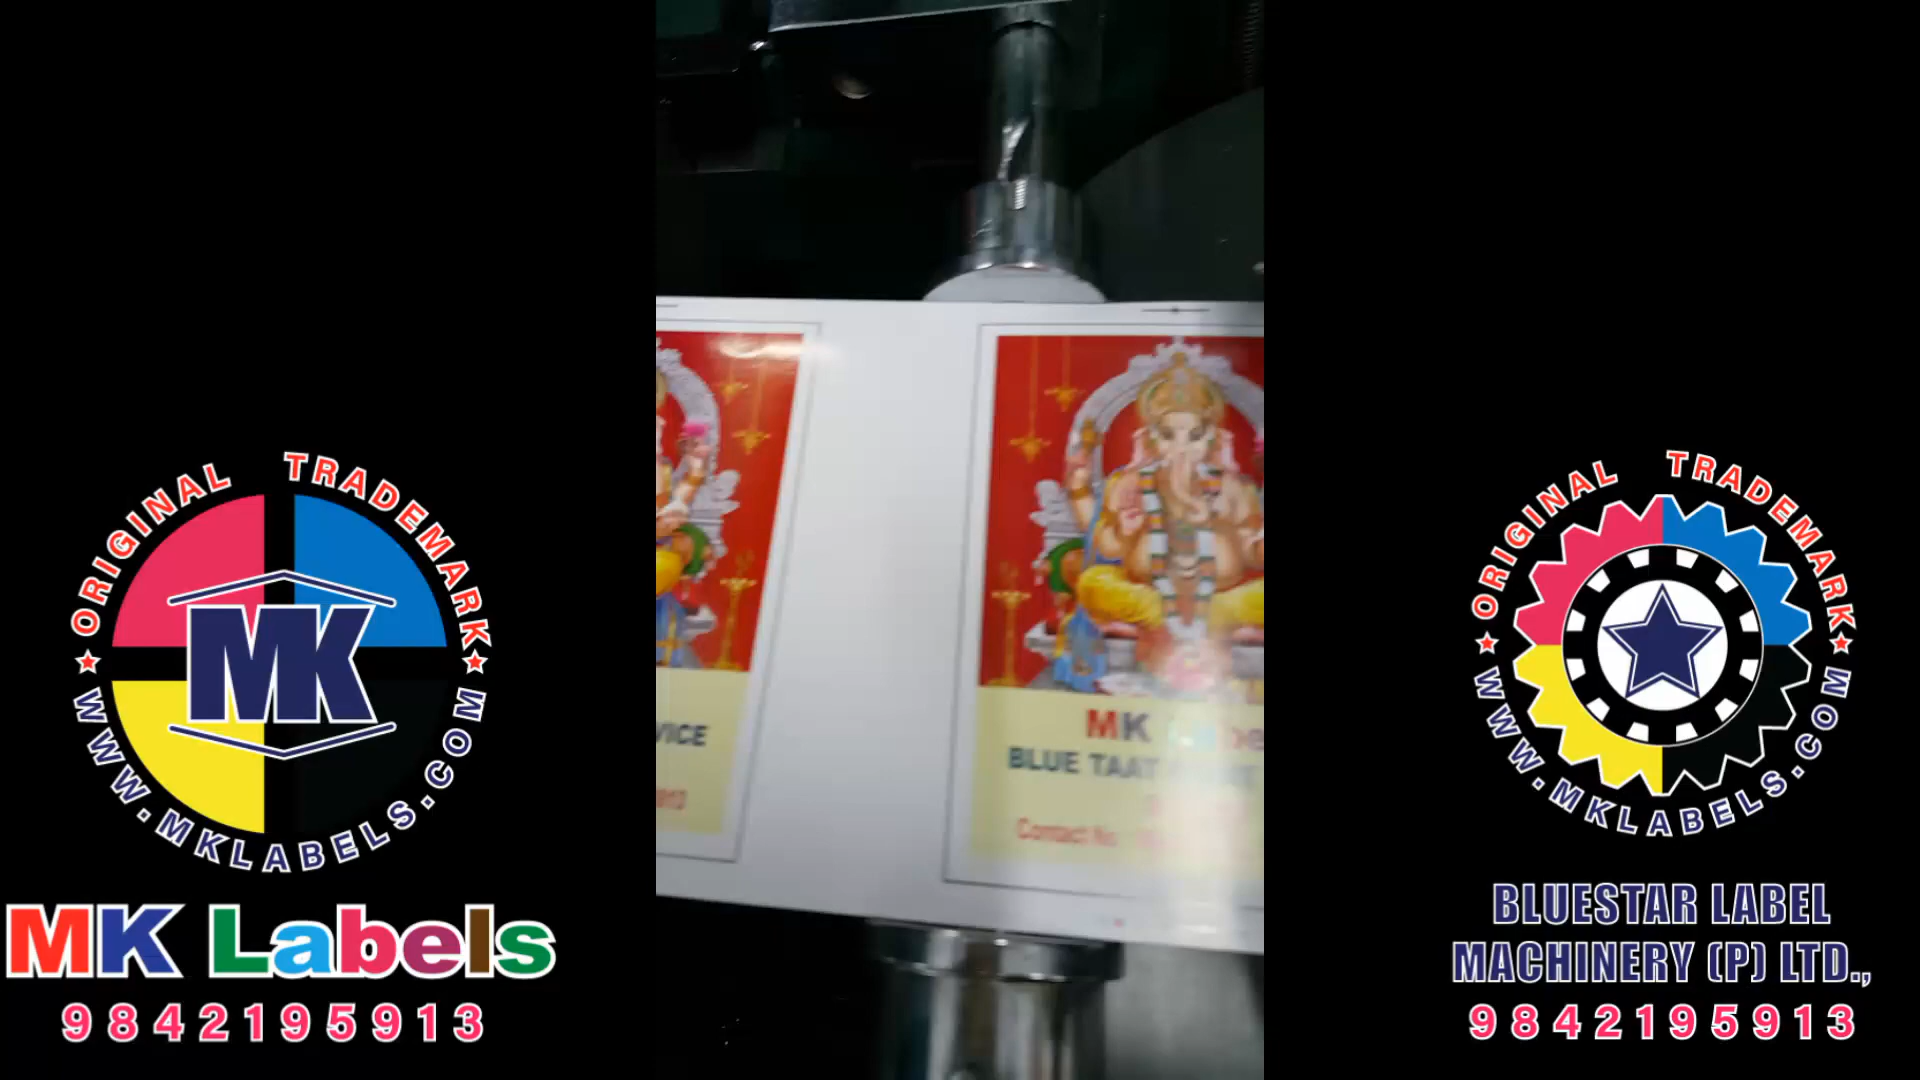 ORIGINAL TRADEMARK
WWW.MKLABELS.COM
MK
MK Labels
9842195913
VICE
MK
BLUE TAAT
Contact No
ORIGINAL TRADEMARK
WWW.MKLABELS.COM
BLUESTAR LABEL
MACHINERY (P) LTD.,
9842195913